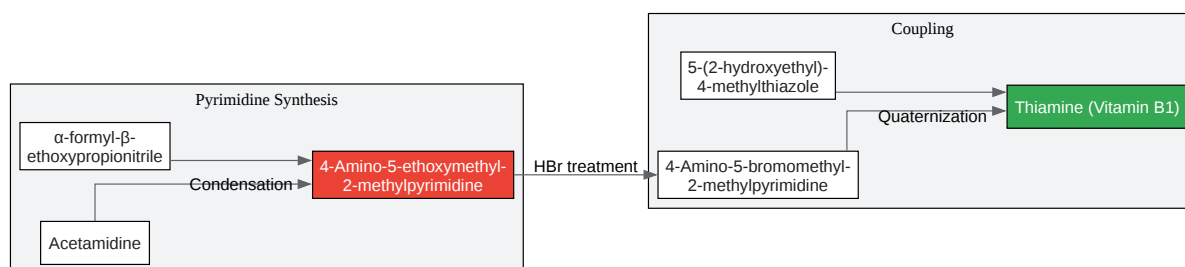 Pyrimidine Synthesis
α-formyl-β-
ethoxypropionitrile
Condensation
Acetamidine
4-Amino-5-ethoxymethyl-
2-methylpyrimidine
HBr treatment
Coupling
5-(2-hydroxyethyl)-
4-methylthiazole
Quaternization
4-Amino-5-bromomethyl-
2-methylpyrimidine
Thiamine (Vitamin B1)